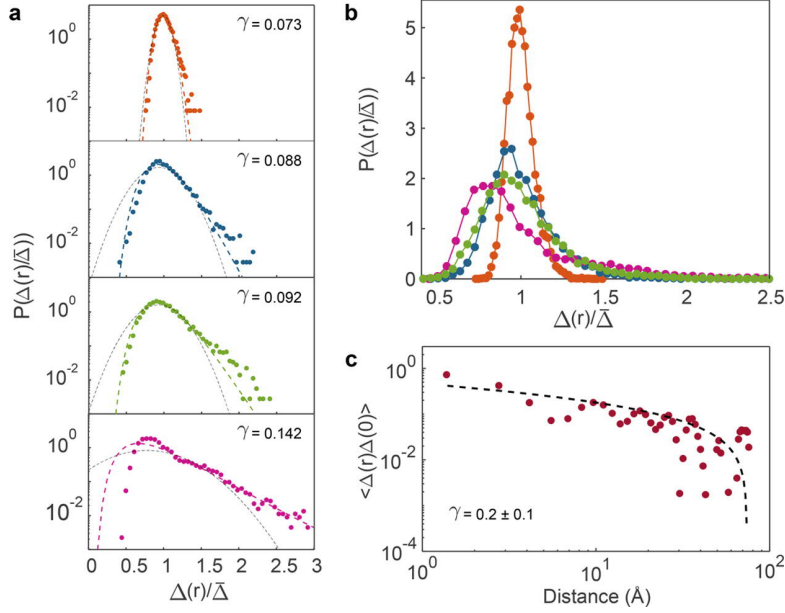 a
P(Δ(r)/Δ̄))
10⁰
10⁻²
γ = 0.073
10⁰
10⁻²
γ = 0.088
10⁰
10⁻²
γ = 0.092
10⁰
10⁻²
γ = 0.142
0 0.5 1 1.5 2 2.5 3
Δ(r)/Δ̄
b
P(Δ(r)/Δ̄))
5
4
3
2
1
0
0.5 1 1.5 2 2.5
Δ(r)/Δ̄
c
<Δ(r)Δ(0)>
10⁰
10⁻²
10⁻⁴
γ = 0.2 ± 0.1
10⁰ 10¹ 10²
Distance (Å)